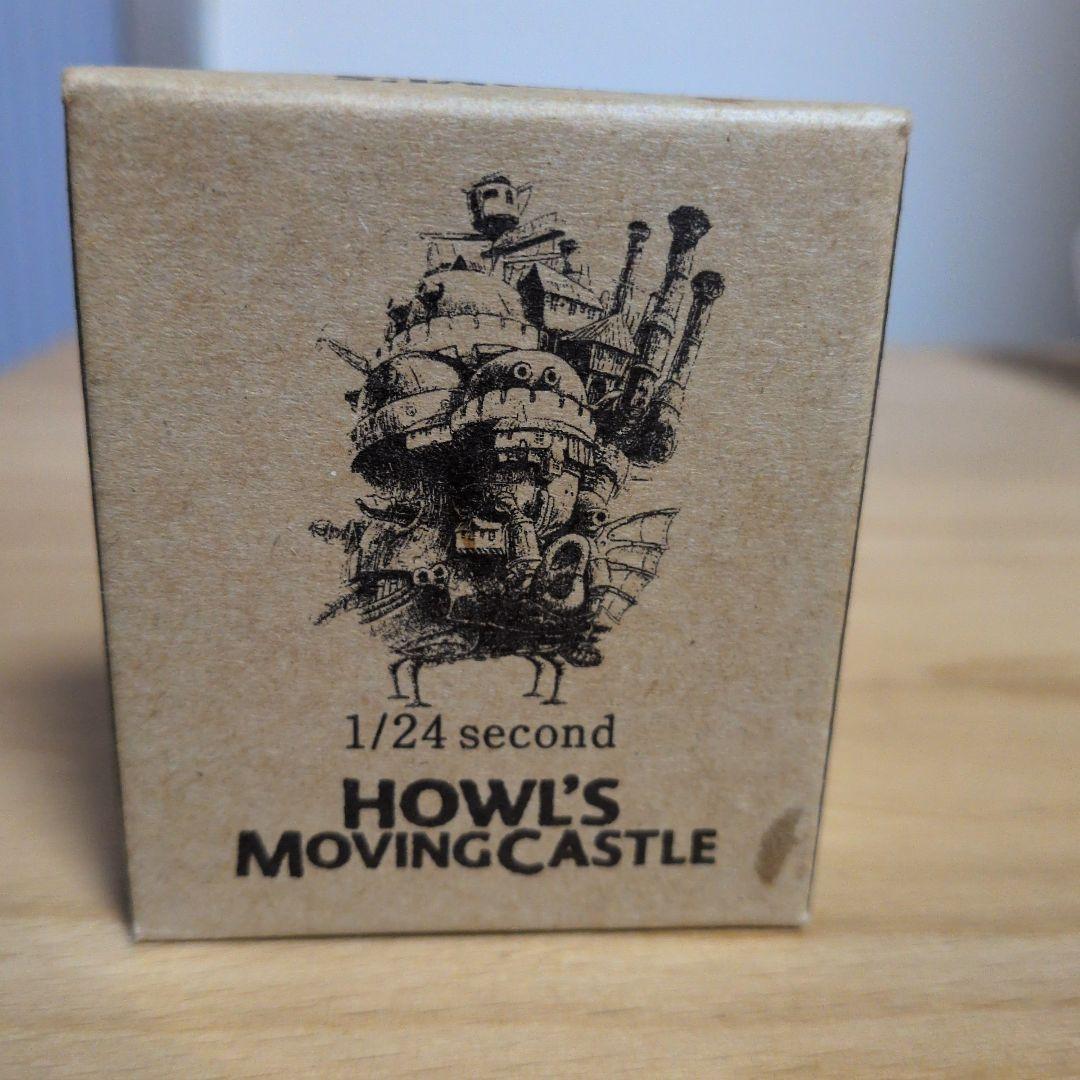 1/24 second
HOWL'S
MOVING CASTLE